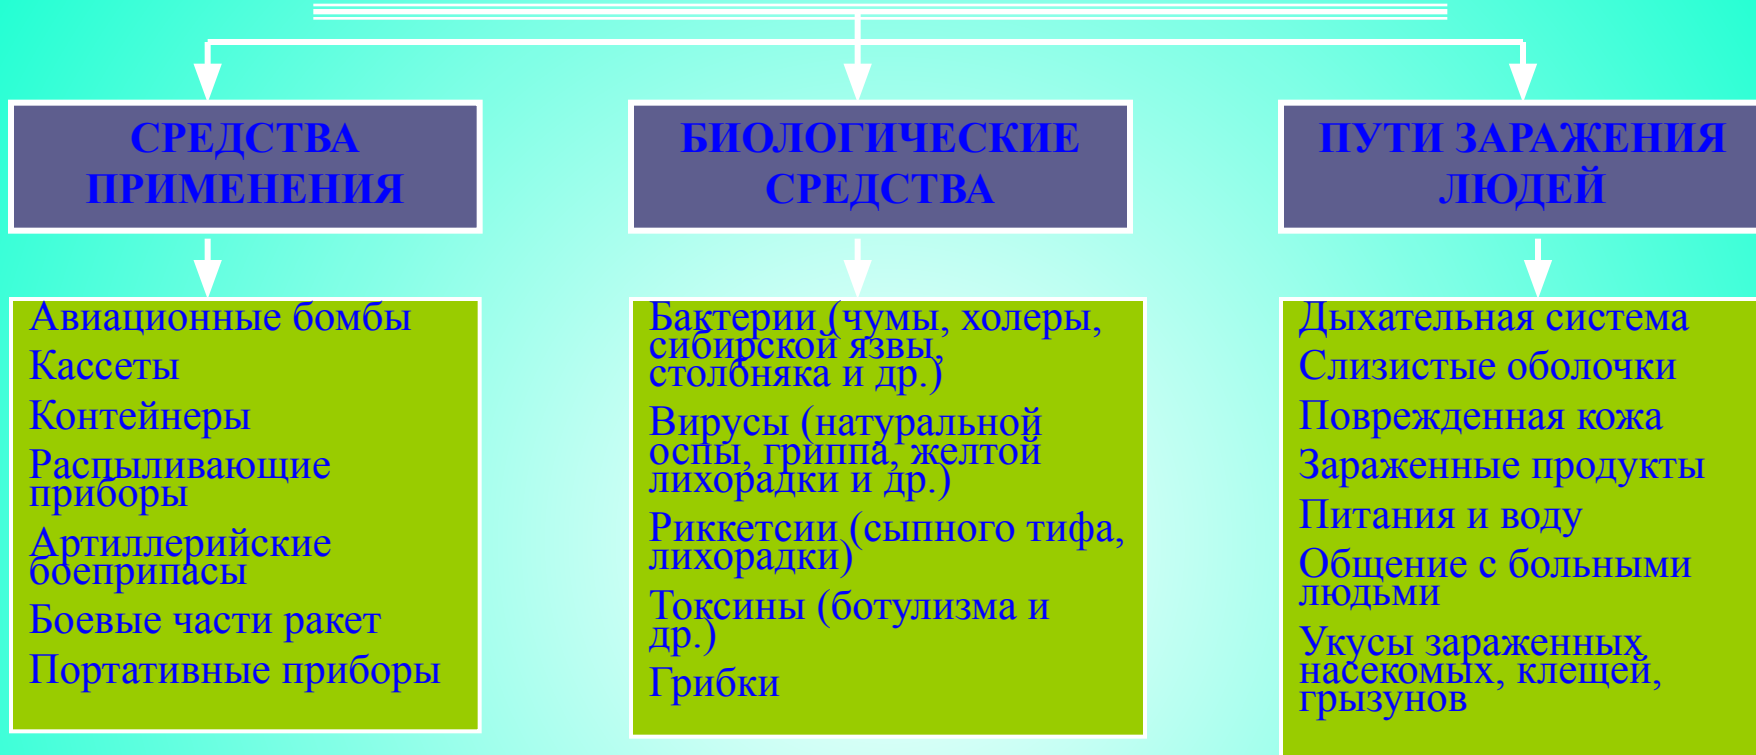 СРЕДСТВА
ПРИМЕНЕНИЯ
Авиационные бомбы
Кассеты
Контейнеры
Распыливающие
приборы
Артиллерийские
боеприпасы
Боевые части ракет
Портативные приборы
БИОЛОГИЧЕСКИЕ
СРЕДСТВА
Бактерии (чумы, холеры,
сибирской язвы,
столбняка и др.)
Вирусы (натуральной
оспы, гриппа, желтой
лихорадки и др.)
Риккетсии (сыпного тифа,
лихорадки)
Токсины (ботулизма и
др.)
Грибки
ПУТИ ЗАРАЖЕНИЯ
ЛЮДЕЙ
Дыхательная система
Слизистые оболочки
Поврежденная кожа
Зараженные продукты
Питания и воду
Общение с больными
людьми
Укусы зараженных
насекомых, клещей,
грызунов